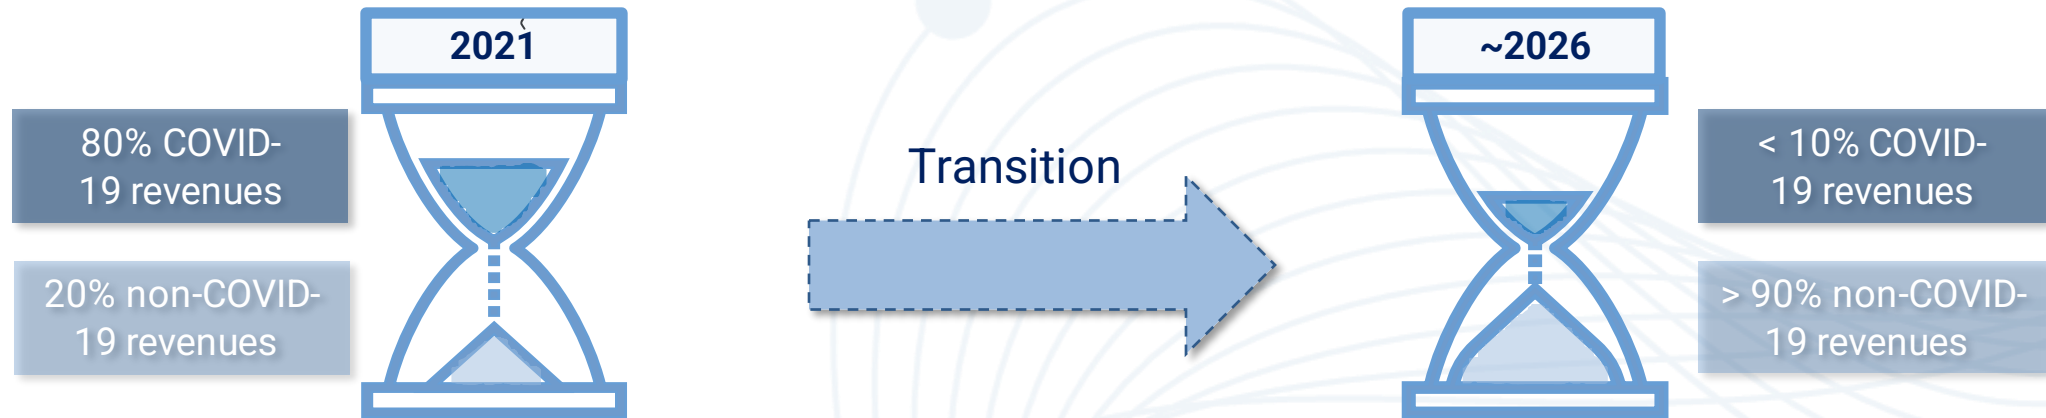 2021
80% COVID-
19 revenues
20% non-COVID-
19 revenues
Transition
~2026
< 10% COVID-
19 revenues
> 90% non-COVID-
19 revenues